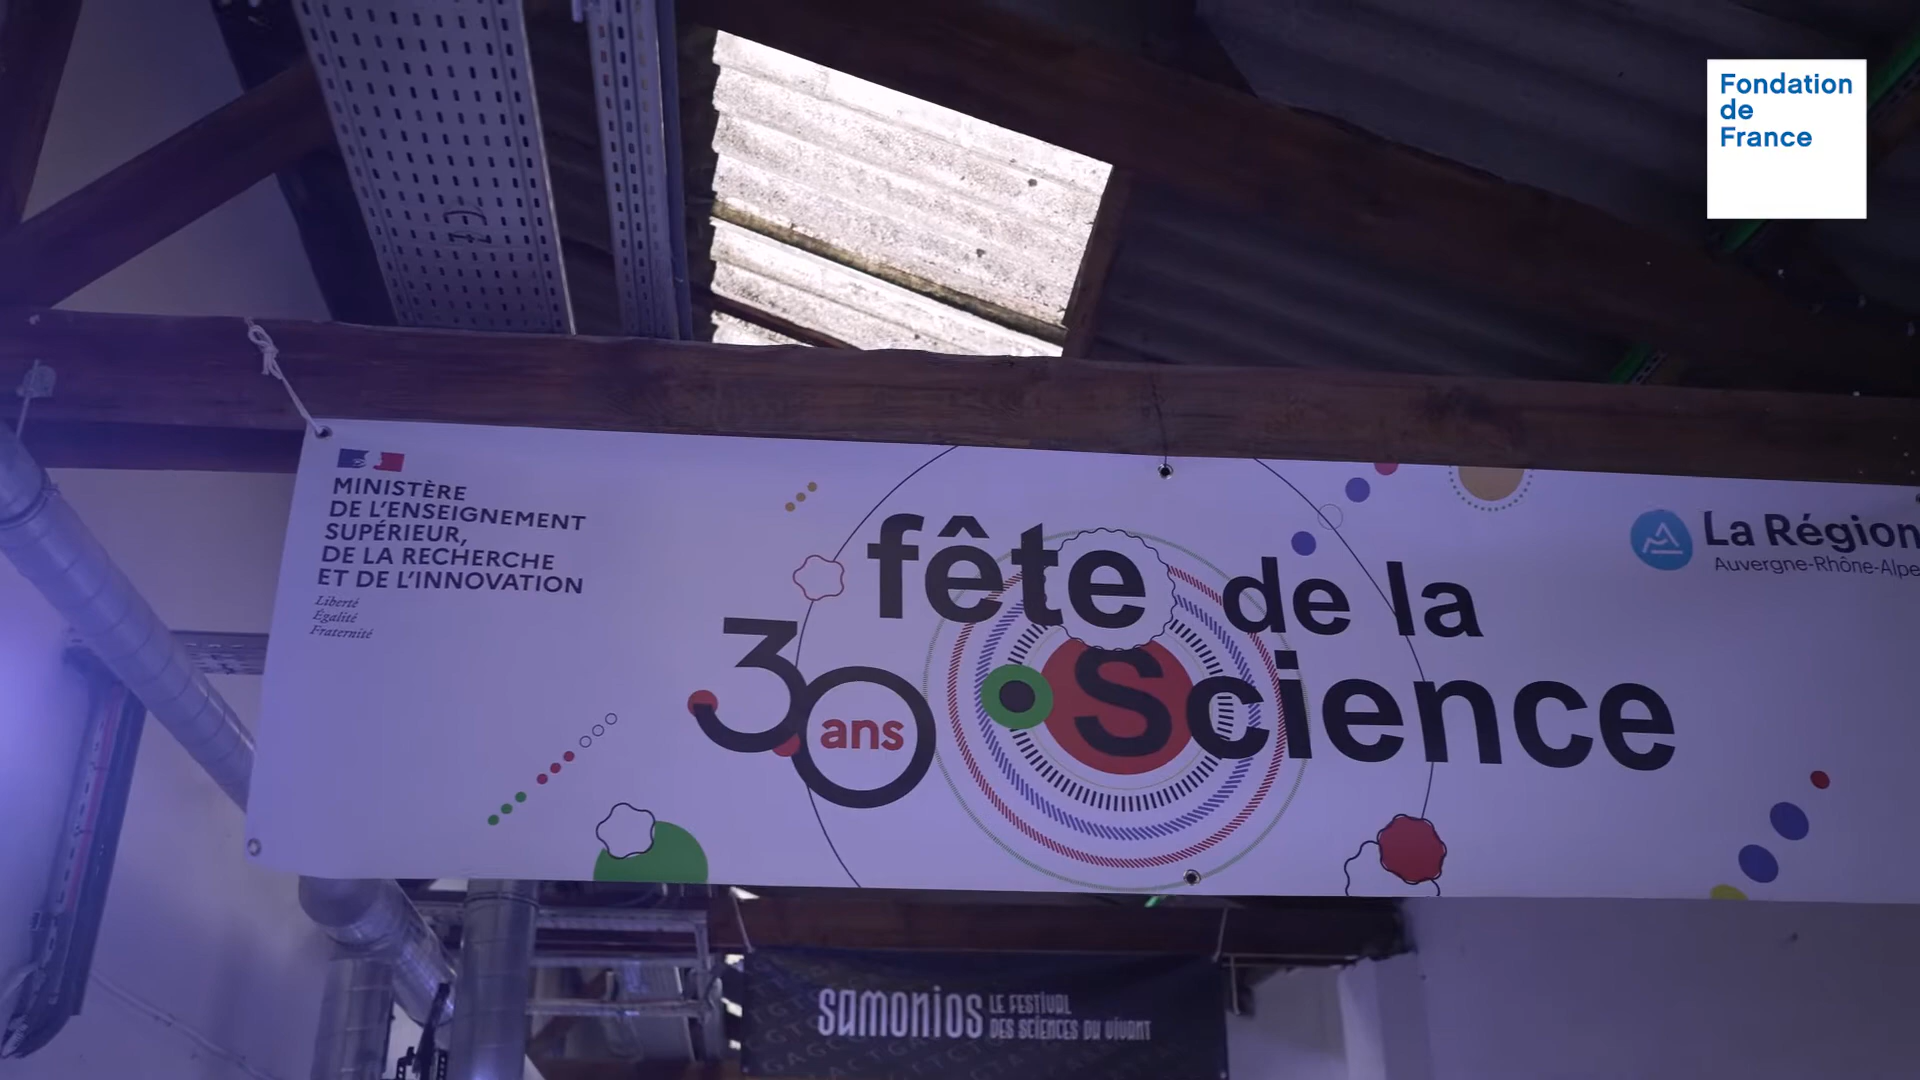 Fondation
de
France
MINISTÈRE
DE L'ENSEIGNEMENT
SUPÉRIEUR,
DE LA RECHERCHE
ET DE L'INNOVATION
Liberté
Égalité
Fraternité
fête de la
Science
30
ans
La Région
Auvergne-Rhône-Alpe
SAMONIOS LE FESTIVAL
DES SCIENCES DU VIVANT